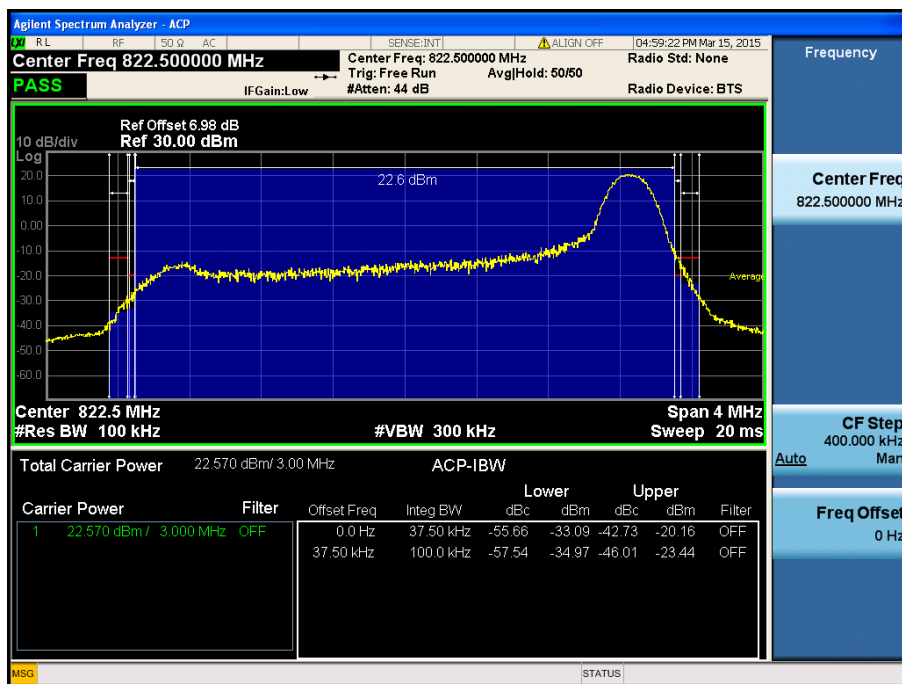 Agilent Spectrum Analyzer - ACP
LXI RL RF 50 Ω AC SENSE:INT ALIGN OFF 04:59:22 PM Mar 15, 2015
Center Freq 822.500000 MHz
PASS
IFGain:Low
Center Freq: 822.500000 MHz
Trig: Free Run Avg|Hold: 50/50
#Atten: 44 dB
Radio Std: None
Radio Device: BTS
Ref Offset 6.98 dB
10 dB/div Ref 30.00 dBm
Log
22.6 dBm
20.0
10.0
0.00
-10.0
-20.0
-30.0
-40.0
-50.0
-60.0
Average
Center 822.5 MHz Span 4 MHz
#Res BW 100 kHz #VBW 300 kHz Sweep 20 ms
Total Carrier Power 22.570 dBm/ 3.00 MHz ACP-IBW
Lower Upper
Carrier Power Filter Offset Freq Integ BW dBc dBm dBc dBm Filter
1 22.570 dBm / 3.000 MHz OFF 0.0 Hz 37.50 kHz -55.66 -33.09 -42.73 -20.16 OFF
37.50 kHz 100.0 kHz -57.54 -34.97 -46.01 -23.44 OFF
MSG STATUS
Frequency
Center Freq
822.500000 MHz
CF Step
400.000 kHz
Auto Man
Freq Offset
0 Hz